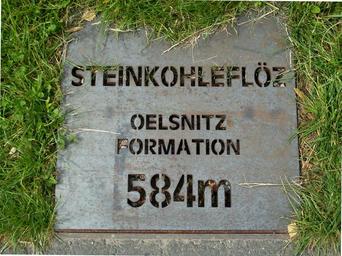 STEINKOHLEFLÖZ
OELSNITZ
FORMATION
584m